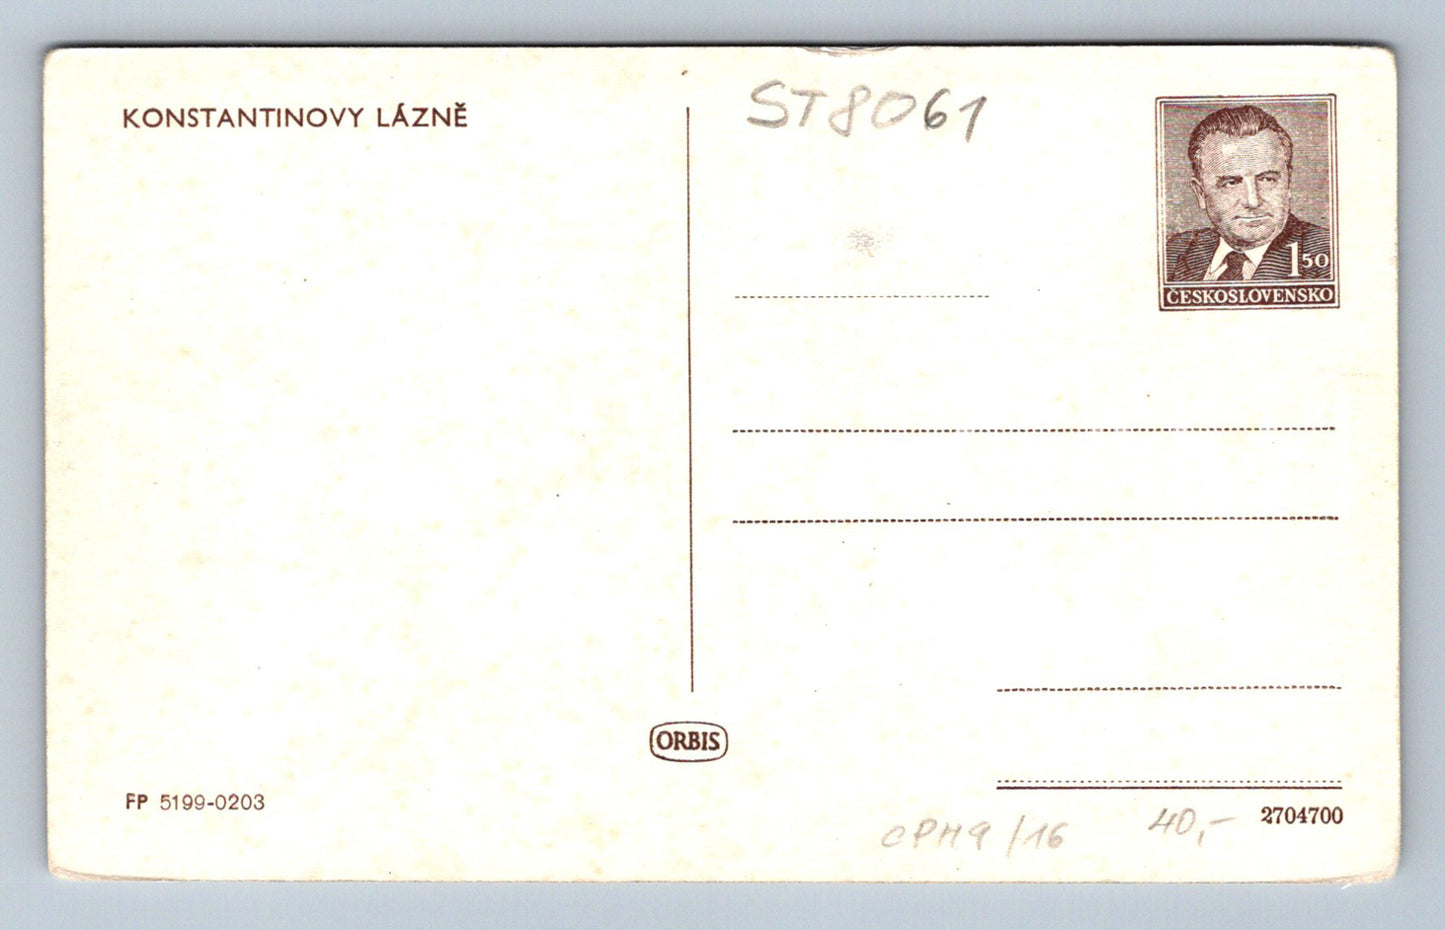 KONSTANTINOVY LÁZNĚ
ST8061
1 50
ČESKOSLOVENSKO
ORBIS
FP 5199-0203
CPH9/16
40,-
2704700